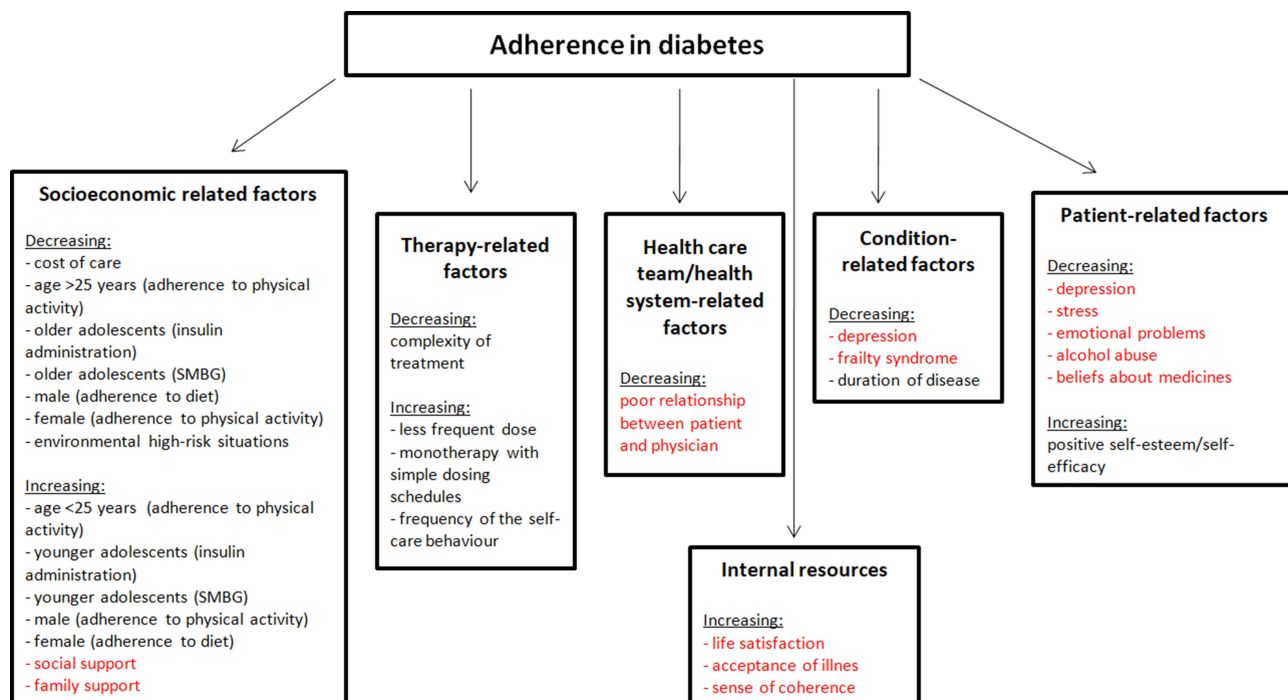 Adherence in diabetes
Socioeconomic related factors
Decreasing:
- cost of care
- age >25 years (adherence to physical
activity)
- older adolescents (insulin
administration)
- older adolescents (SMBG)
- male (adherence to diet)
- female (adherence to physical activity)
- environmental high-risk situations
Increasing:
- age <25 years (adherence to physical
activity)
- younger adolescents (insulin
administration)
- younger adolescents (SMBG)
- male (adherence to physical activity)
- female (adherence to diet)
- social support
- family support
Therapy-related
factors
Decreasing:
complexity of
treatment
Increasing:
- less frequent dose
- monotherapy with
simple dosing
schedules
- frequency of the self-
care behaviour
Health care
team/health
system-related
factors
Decreasing:
poor relationship
between patient
and physician
Internal resources
Increasing:
- life satisfaction
- acceptance of illnes
- sense of coherence
Condition-
related factors
Decreasing:
- depression
- frailty syndrome
- duration of disease
Patient-related factors
Decreasing:
- depression
- stress
- emotional problems
- alcohol abuse
- beliefs about medicines
Increasing:
positive self-esteem/self-
efficacy